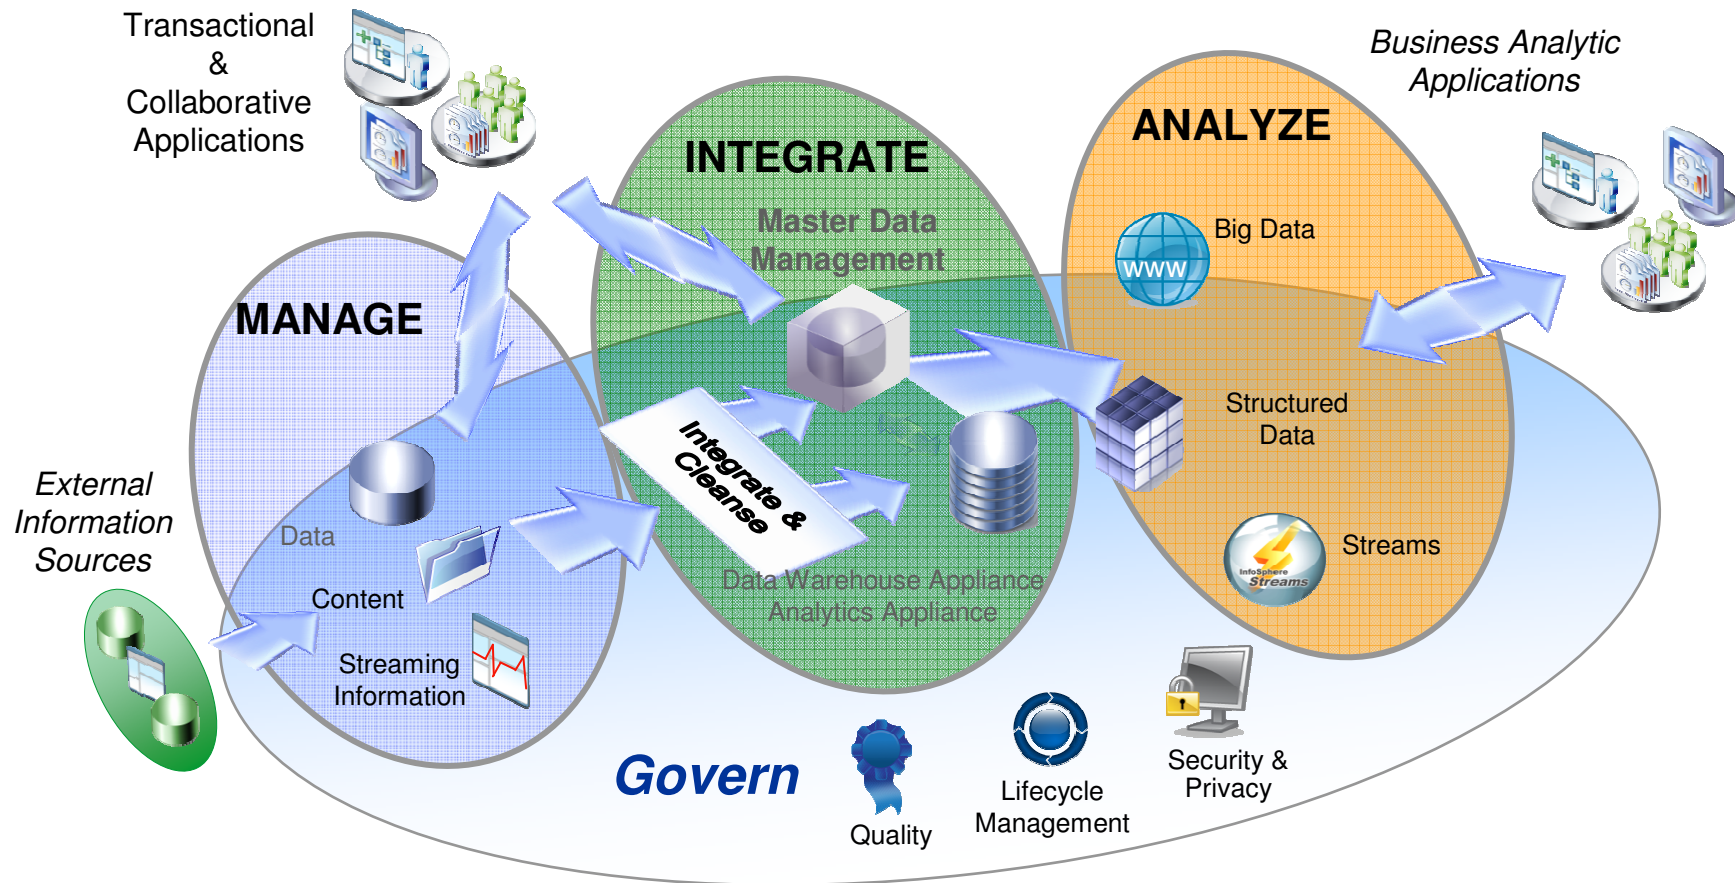 Transactional
&
Collaborative
Applications
Business Analytic
Applications
ANALYZE
INTEGRATE
Master Data
Management
Big Data
www
MANAGE
Structured
Data
Integrate &
Cleanse
External
Information
Sources
Data
Content
Streaming
Information
Data Warehouse Appliance
Analytics Appliance
Streams
InfoSphere
Streams
Govern
Quality
Lifecycle
Management
Security &
Privacy